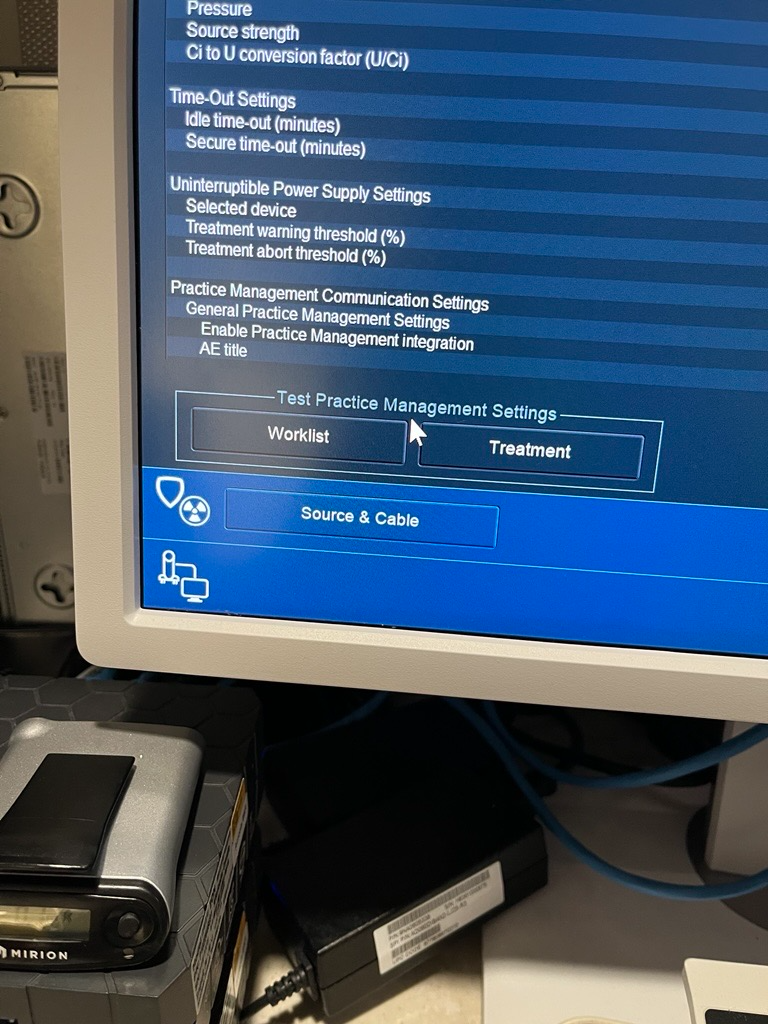 Pressure
Source strength
Ci to U conversion factor (U/Ci)
Time-Out Settings
Idle time-out (minutes)
Secure time-out (minutes)
Uninterruptible Power Supply Settings
Selected device
Treatment warning threshold (%)
Treatment abort threshold (%)
Practice Management Communication Settings
General Practice Management Settings
Enable Practice Management integration
AE title
Test Practice Management Settings
Worklist
Treatment
Source & Cable
MIRION